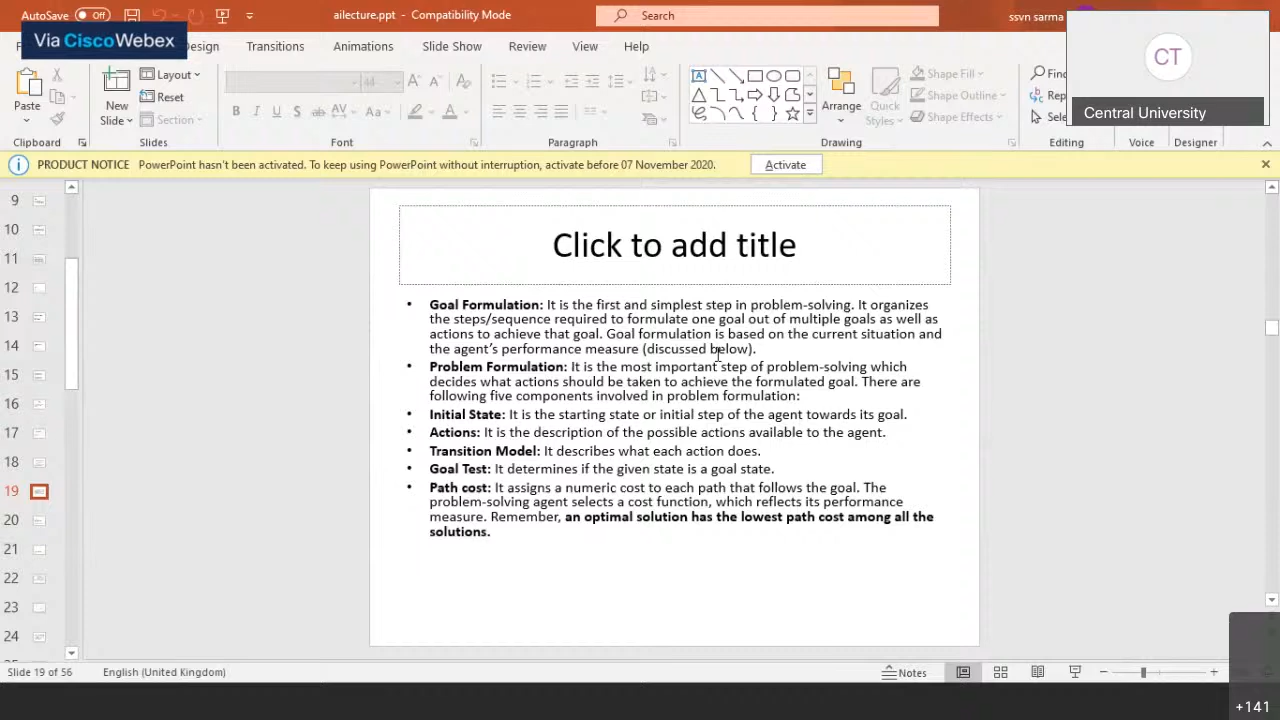 AutoSave Off ailecture.ppt - Compatibility Mode Search ssvn sarma
Via CiscoWebex
Design Transitions Animations Slide Show Review View Help
CT
Central University
Paste
New
Slide
Layout
Reset
Section
44
Arrange
Quick
Styles
Shape Fill
Shape Outline
Shape Effects
Clipboard Slides Font Paragraph Drawing Editing Voice Designer
PRODUCT NOTICE PowerPoint hasn't been activated. To keep using PowerPoint without interruption, activate before 07 November 2020. Activate
9
10
11
12
13
14
15
16
17
18
19
20
21
22
23
24
Click to add title
• Goal Formulation: It is the first and simplest step in problem-solving. It organizes
the steps/sequence required to formulate one goal out of multiple goals as well as
actions to achieve that goal. Goal formulation is based on the current situation and
the agent's performance measure (discussed below).
• Problem Formulation: It is the most important step of problem-solving which
decides what actions should be taken to achieve the formulated goal. There are
following five components involved in problem formulation:
• Initial State: It is the starting state or initial step of the agent towards its goal.
• Actions: It is the description of the possible actions available to the agent.
• Transition Model: It describes what each action does.
• Goal Test: It determines if the given state is a goal state.
• Path cost: It assigns a numeric cost to each path that follows the goal. The
problem-solving agent selects a cost function, which reflects its performance
measure. Remember, an optimal solution has the lowest path cost among all the
solutions.
Slide 19 of 56 English (United Kingdom) Notes
+141